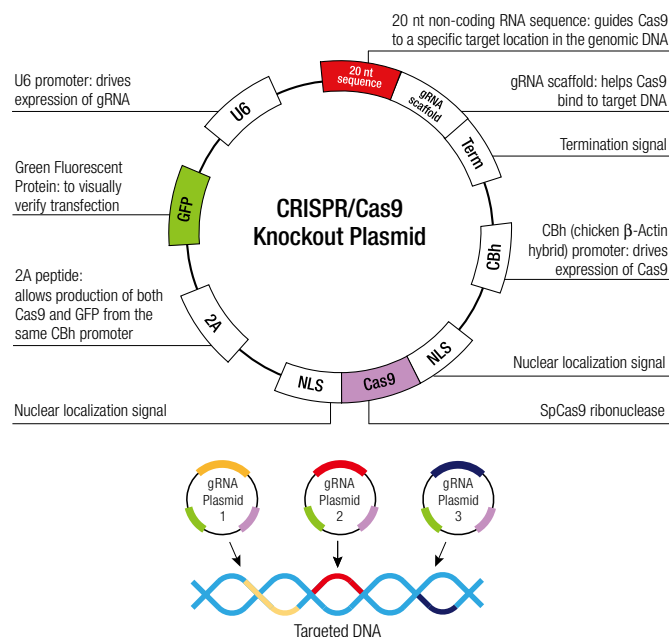 20 nt non-coding RNA sequence: guides Cas9
to a specific target location in the genomic DNA
U6 promoter: drives
expression of gRNA
gRNA scaffold: helps Cas9
bind to target DNA
Termination signal
Green Fluorescent
Protein: to visually
verify transfection
CBh (chicken β-Actin
hybrid) promoter: drives
expression of Cas9
2A peptide:
allows production of both
Cas9 and GFP from the
same CBh promoter
Nuclear localization signal
Nuclear localization signal
SpCas9 ribonuclease
U6
20 nt
sequence
gRNA
scaffold
Term
CBh
NLS
Cas9
NLS
2A
GFP
CRISPR/Cas9
Knockout Plasmid
gRNA
Plasmid
1
gRNA
Plasmid
2
gRNA
Plasmid
3
Targeted DNA